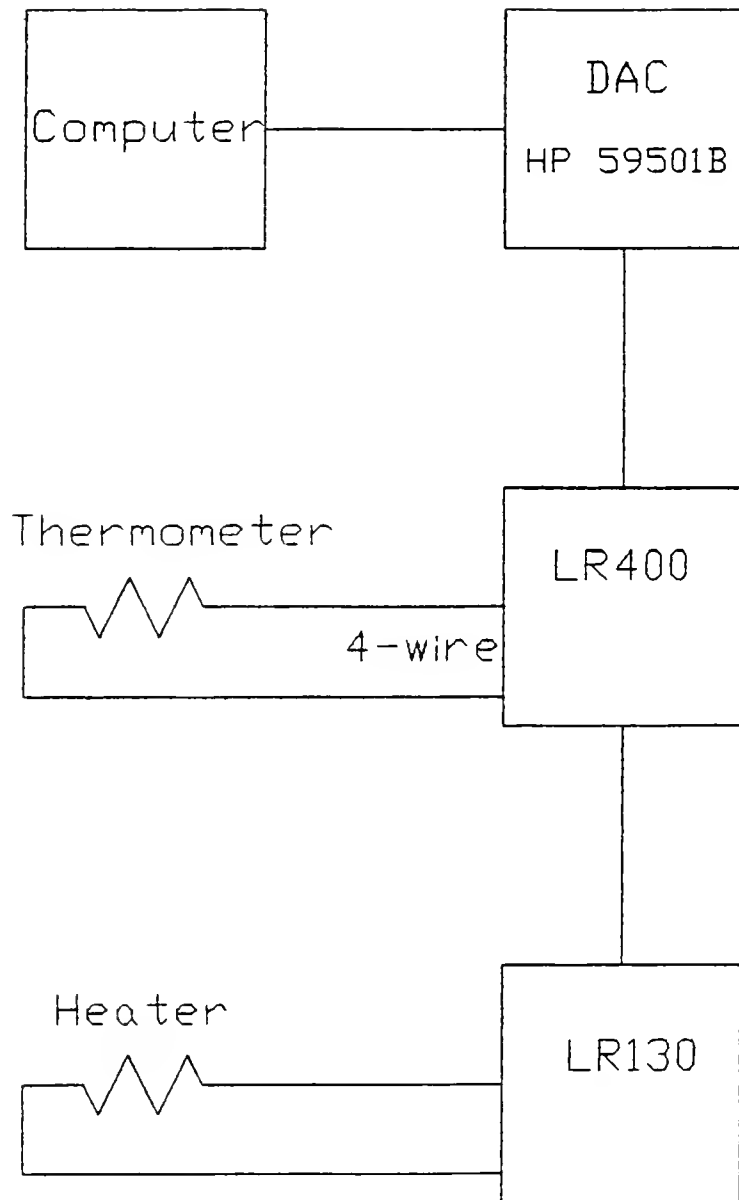 Computer
DAC
HP 59501B
Thermometer
4-wire
LR400
Heater
LR130